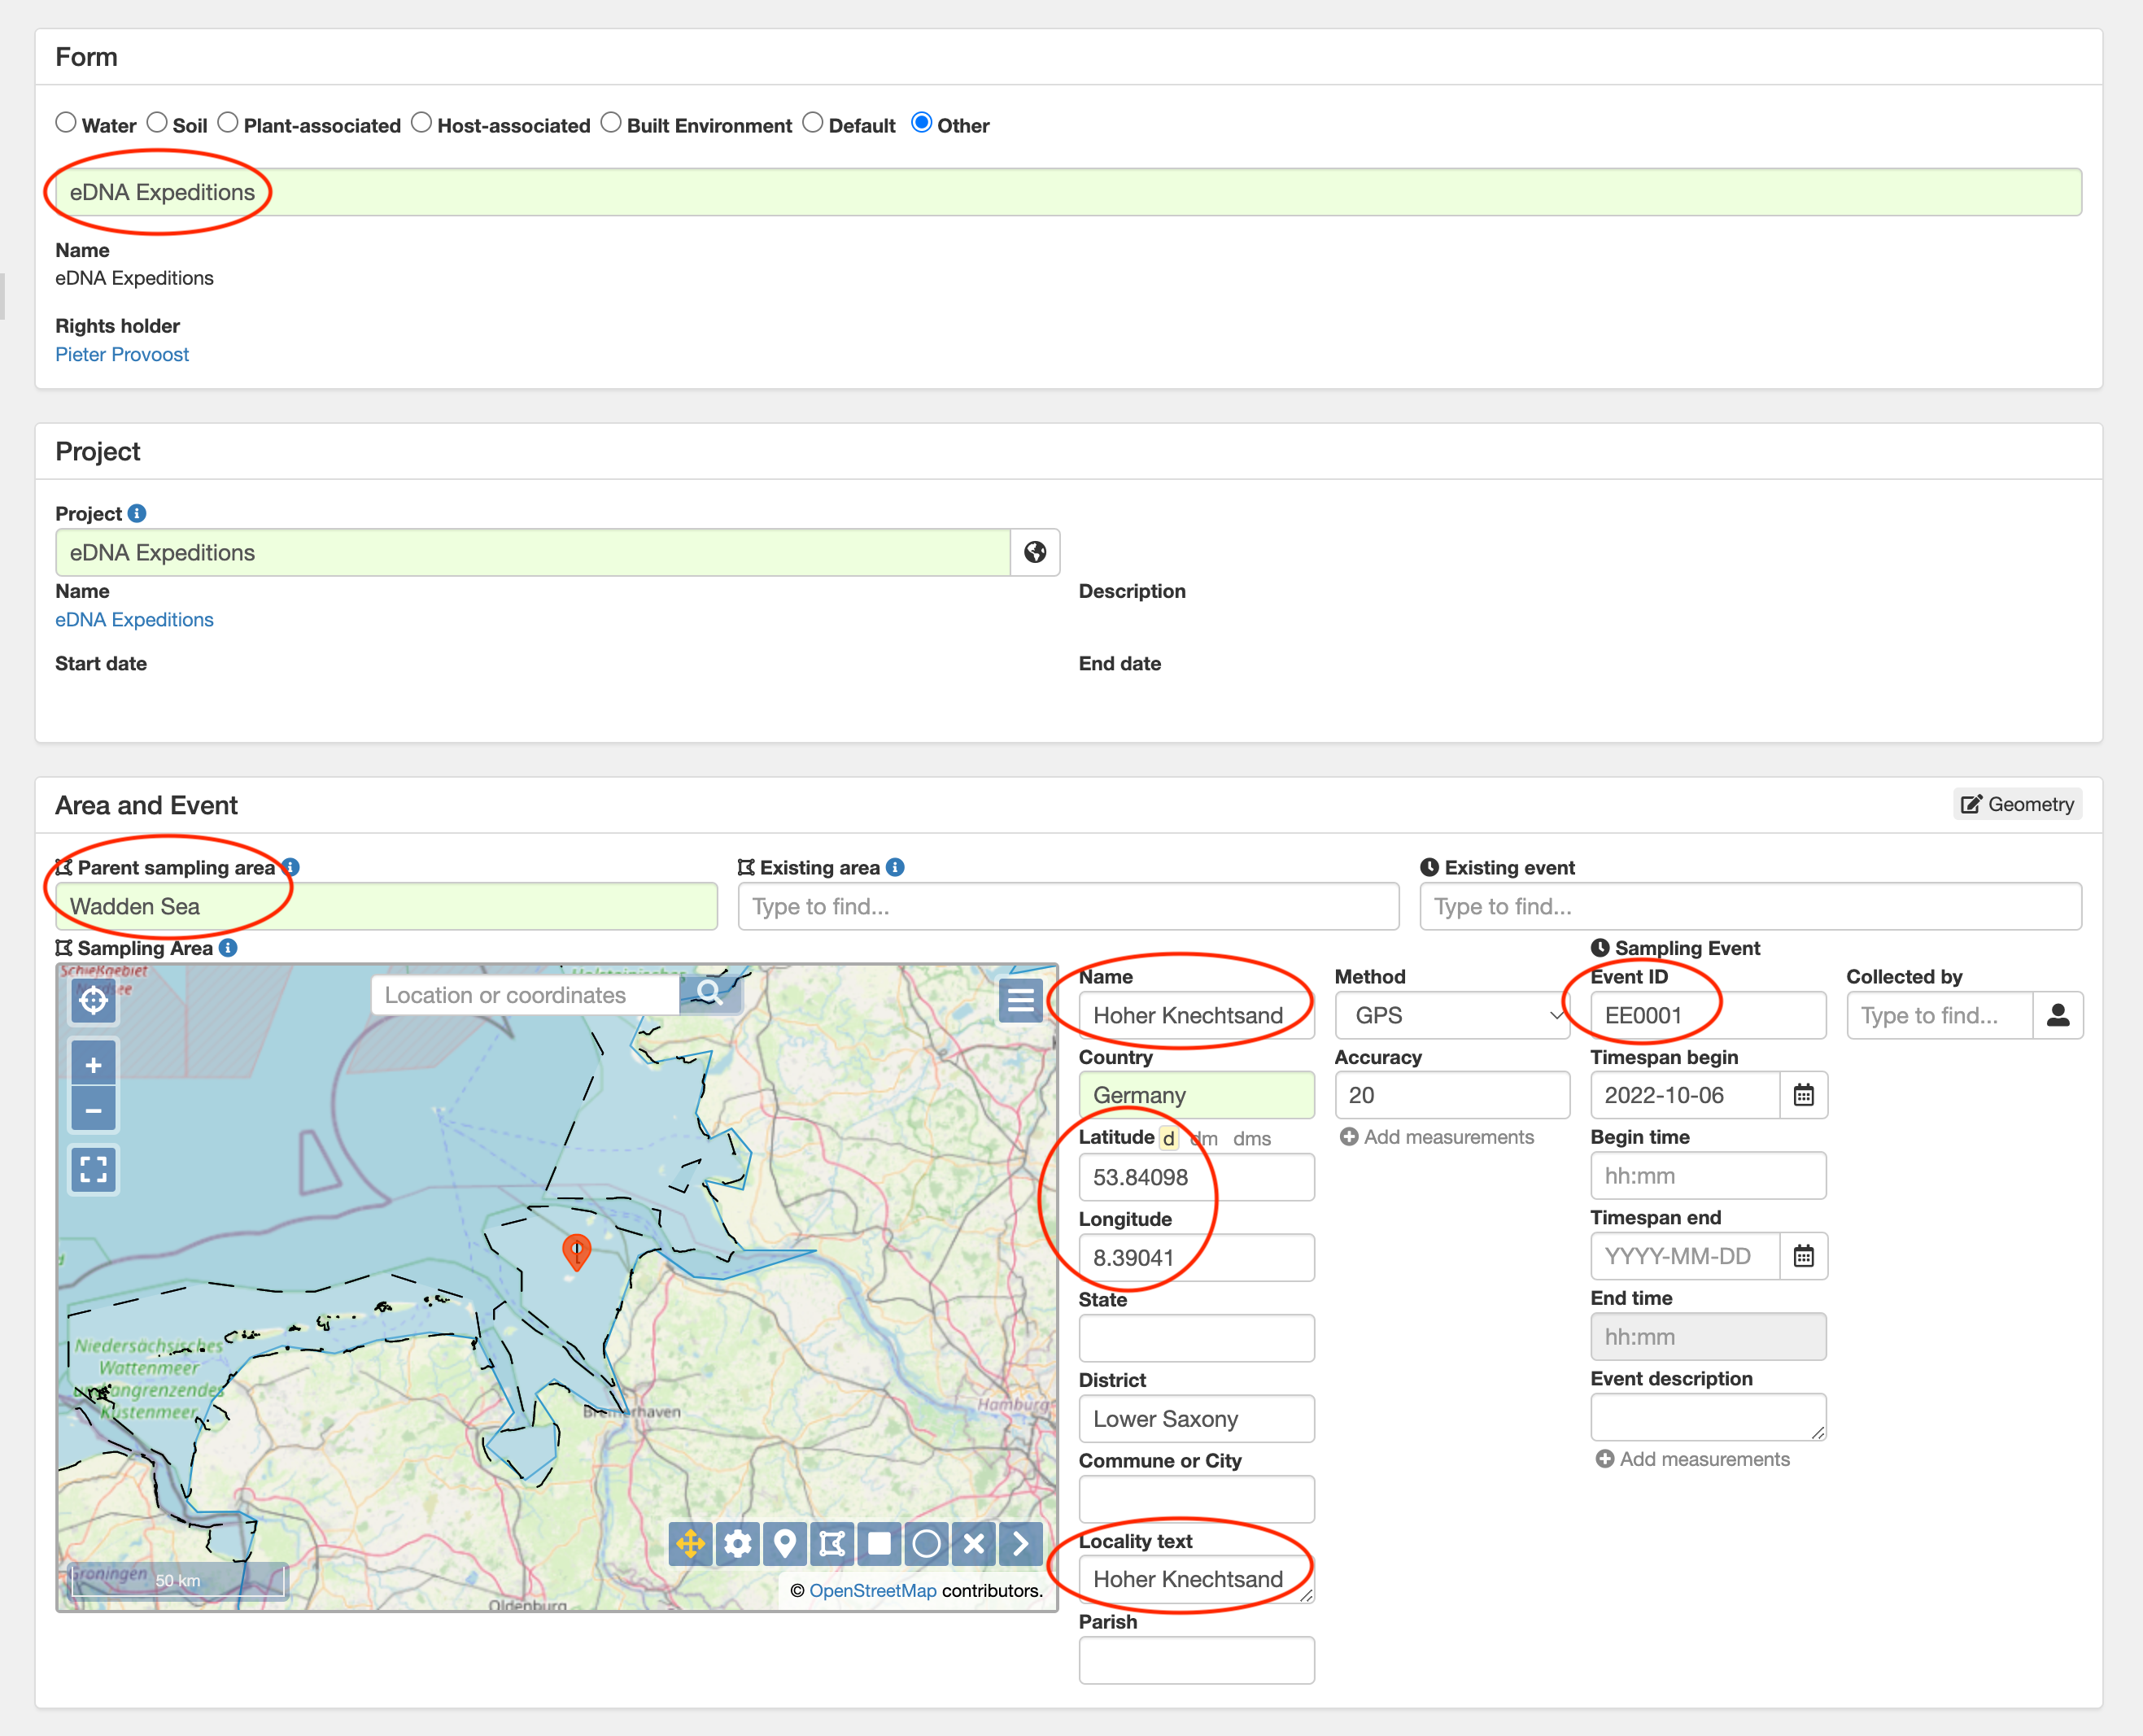 Form
Water Soil Plant-associated Host-associated Built Environment Default Other
eDNA Expeditions
Name
eDNA Expeditions
Rights holder
Pieter Provoost
Project
Project
eDNA Expeditions
Name
Description
eDNA Expeditions
Start date
End date
Area and Event
Geometry
Parent sampling area
Existing area
Existing event
Wadden Sea
Type to find...
Type to find...
Sampling Area
Schießgebiet
Nordsee
Location or coordinates
+
−
Niedersächsisches
Wattenmeer
und angrenzendes
Küstenmeer
Bremerhaven
Hamburg
Groningen
Oldenburg
50 km
© OpenStreetMap contributors.
Name
Hoher Knechtsand
Country
Germany
Latitude d dm dms
53.84098
Longitude
8.39041
State
District
Lower Saxony
Commune or City
Locality text
Hoher Knechtsand
Parish
Method
GPS
Accuracy
20
Add measurements
Sampling Event
Event ID
EE0001
Timespan begin
2022-10-06
Begin time
hh:mm
Timespan end
YYYY-MM-DD
End time
hh:mm
Event description
Add measurements
Collected by
Type to find...